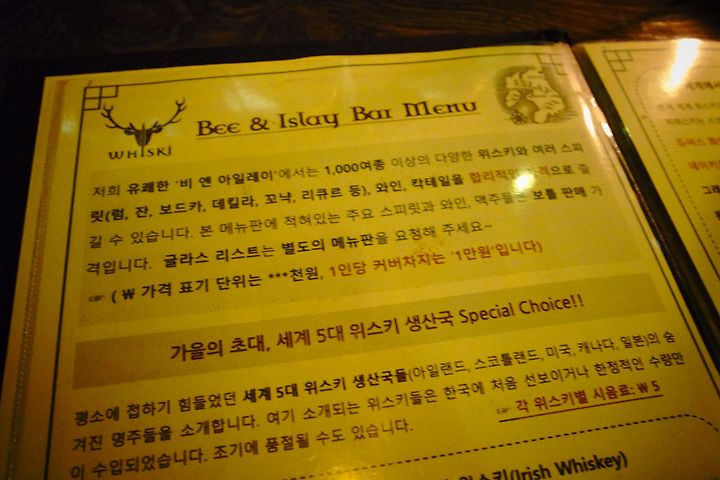 WHISKI
Bee & Islay Bar Menu
저희 유쾌한 '비 앤 아일레이'에서는 1,000여종 이상의 다양한 위스키와 여러 스피
릿(럼, 잔, 보드카, 데킬라, 꼬냑, 리큐르 등), 와인, 칵테일을 합리적인 가격으로 즐
길 수 있습니다. 본 메뉴판에 적혀있는 주요 스피릿과 와인, 맥주들은 보틀 판매 가
격입니다. 글라스 리스트는 별도의 메뉴판을 요청해 주세요~
☞ ( ₩ 가격 표기 단위는 ***천원, 1인당 커버차지는 '1만원'입니다)
가을의 초대, 세계 5대 위스키 생산국 Special Choice!!
평소에 접하기 힘들었던 세계 5대 위스키 생산국들(아일랜드, 스코틀랜드, 미국, 캐나다, 일본)의 숨
겨진 명주들을 소개합니다. 여기 소개되는 위스키들은 한국에 처음 선보이거나 한정적인 수량만
이 수입되었습니다. 조기에 품절될 수도 있습니다.
☞ 각 위스키별 시음료: ₩ 5
위스키(Irish Whiskey)